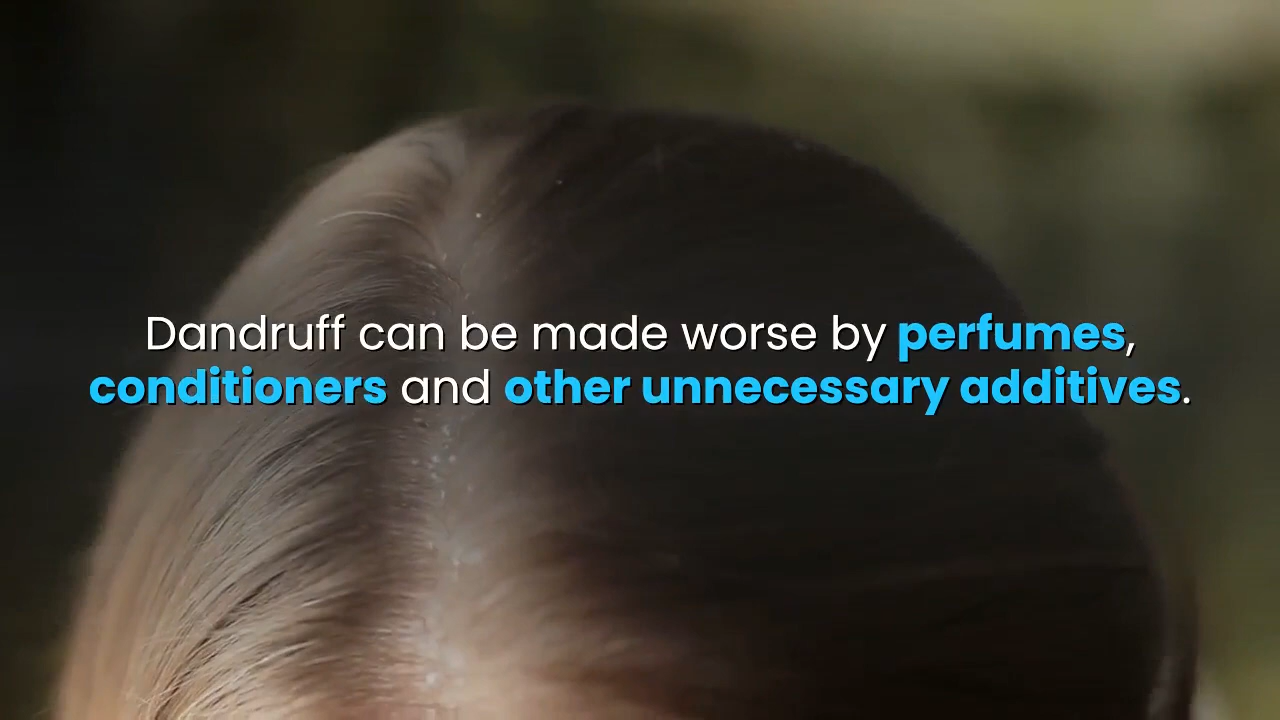 Dandruff can be made worse by perfumes,
conditioners and other unnecessary additives.